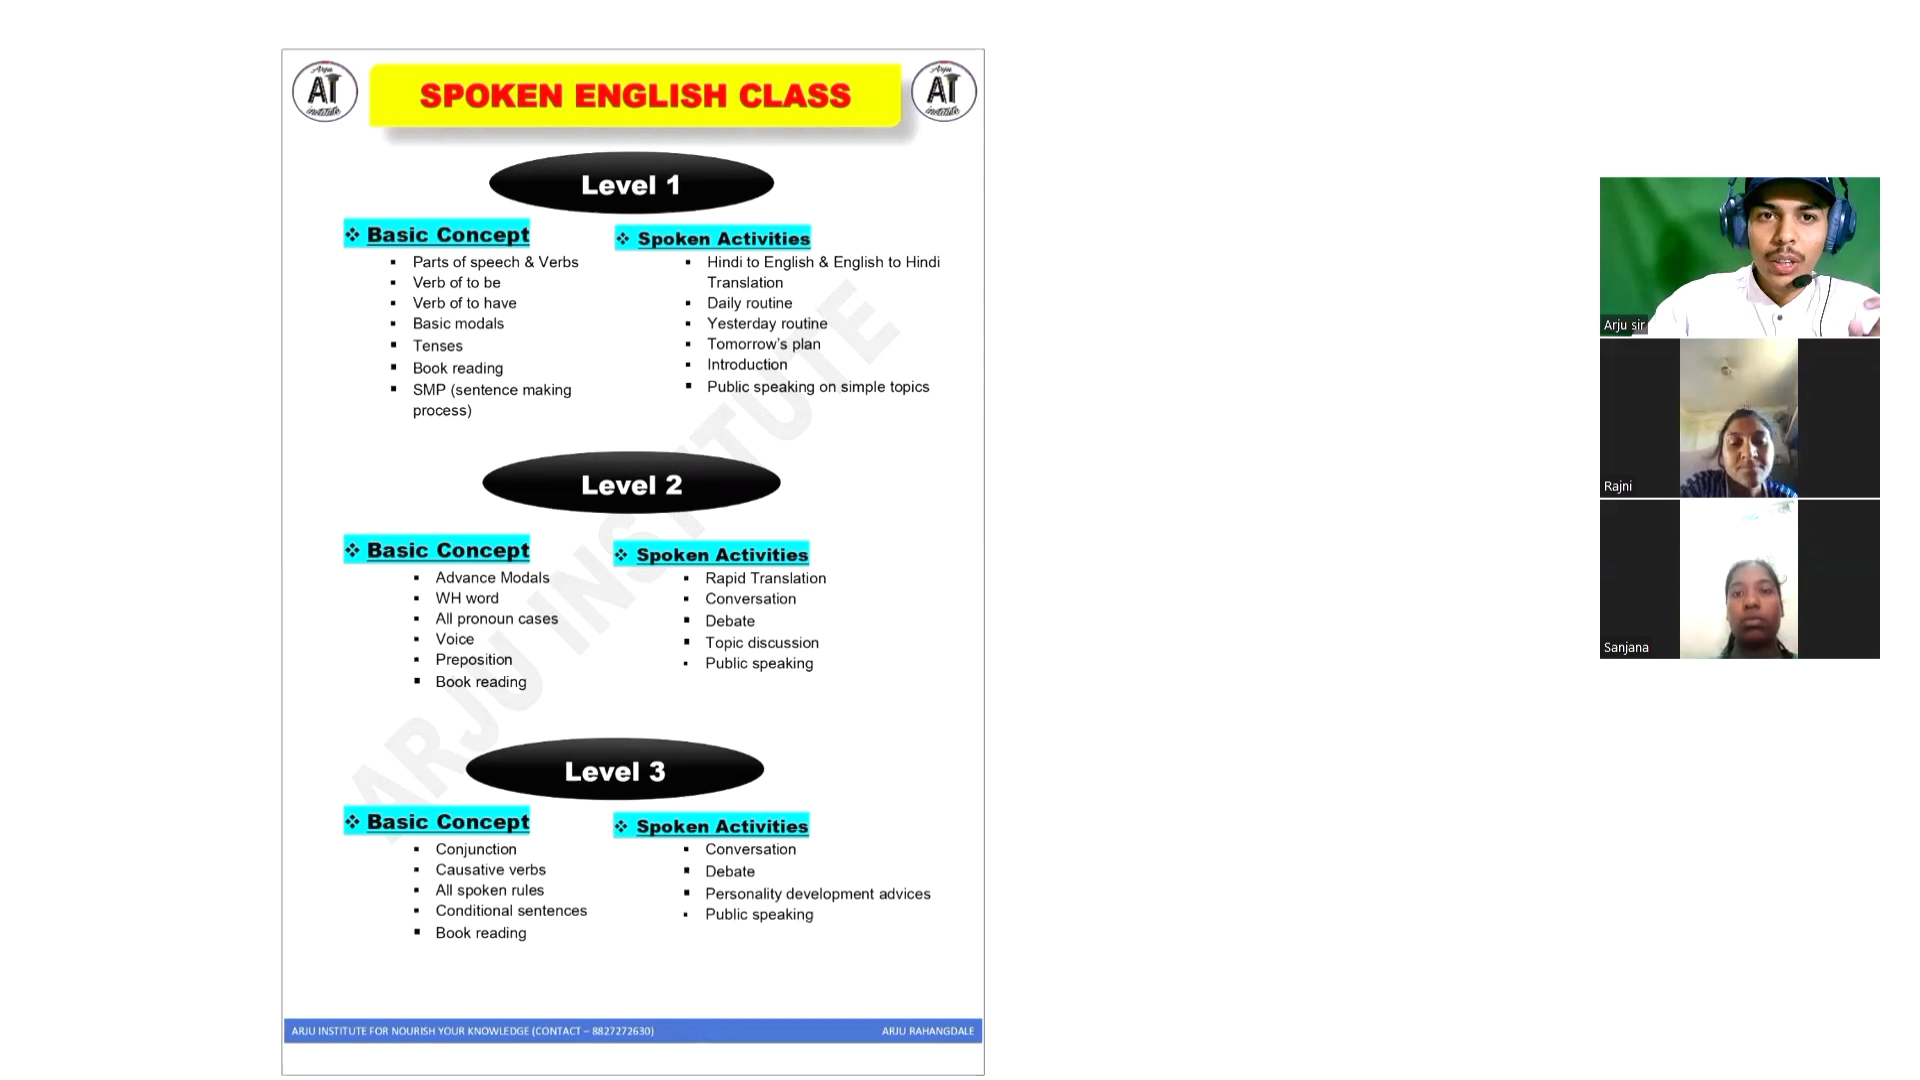 Arju
AT
institute
SPOKEN ENGLISH CLASS
Arju
AT
institute
Level 1
❖ Basic Concept
▪ Parts of speech & Verbs
▪ Verb of to be
▪ Verb of to have
▪ Basic modals
▪ Tenses
▪ Book reading
▪ SMP (sentence making
process)
❖ Spoken Activities
▪ Hindi to English & English to Hindi
Translation
▪ Daily routine
▪ Yesterday routine
▪ Tomorrow's plan
▪ Introduction
▪ Public speaking on simple topics
Level 2
❖ Basic Concept
▪ Advance Modals
▪ WH word
▪ All pronoun cases
▪ Voice
▪ Preposition
▪ Book reading
❖ Spoken Activities
▪ Rapid Translation
▪ Conversation
▪ Debate
▪ Topic discussion
▪ Public speaking
Level 3
❖ Basic Concept
▪ Conjunction
▪ Causative verbs
▪ All spoken rules
▪ Conditional sentences
▪ Book reading
❖ Spoken Activities
▪ Conversation
▪ Debate
▪ Personality development advices
▪ Public speaking
ARJU INSTITUTE
ARJU INSTITUTE FOR NOURISH YOUR KNOWLEDGE (CONTACT – 8827272630)
ARJU RAHANGDALE
Arju sir
Rajni
Sanjana